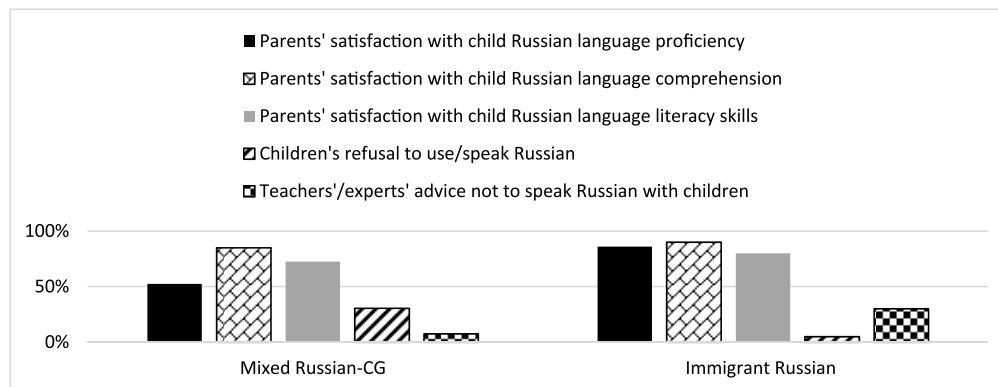 Parents' satisfaction with child Russian language proficiency
Parents' satisfaction with child Russian language comprehension
Parents' satisfaction with child Russian language literacy skills
Children's refusal to use/speak Russian
Teachers'/experts' advice not to speak Russian with children
100%
50%
0%
Mixed Russian-CG
Immigrant Russian